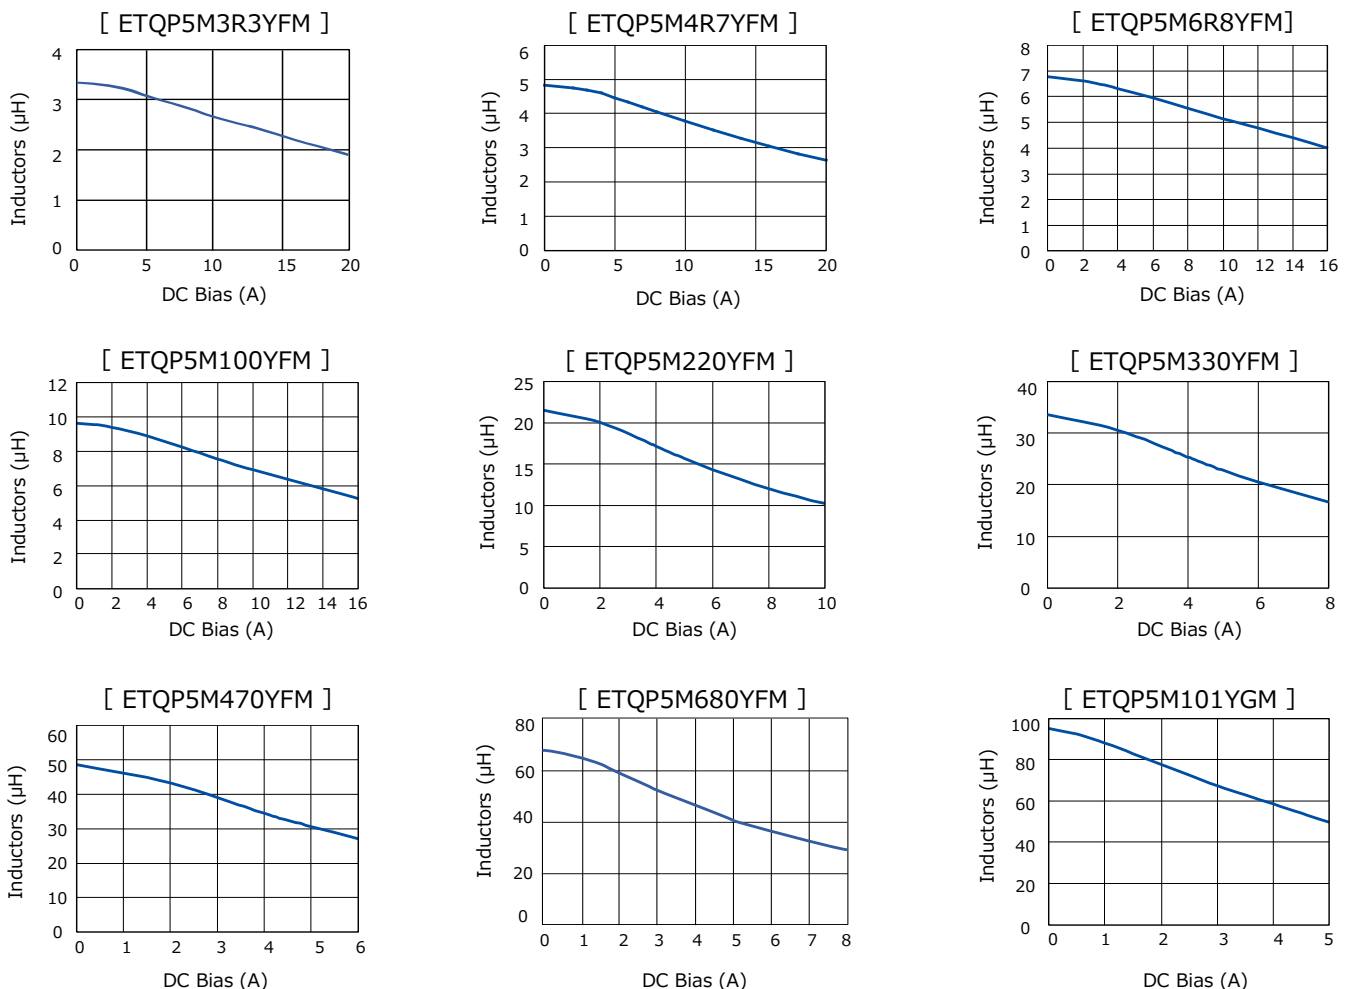 [ ETQP5M3R3YFM ]
4
3
2
1
0
0 5 10 15 20
Inductors (µH)
DC Bias (A)
[ ETQP5M4R7YFM ]
6
5
4
3
2
1
0
0 5 10 15 20
Inductors (µH)
DC Bias (A)
[ ETQP5M6R8YFM]
8
7
6
5
4
3
2
1
0
0 2 4 6 8 10 12 14 16
Inductors (µH)
DC Bias (A)
[ ETQP5M100YFM ]
12
10
8
6
4
2
0
0 2 4 6 8 10 12 14 16
Inductors (µH)
DC Bias (A)
[ ETQP5M220YFM ]
25
20
15
10
5
0
0 2 4 6 8 10
Inductors (µH)
DC Bias (A)
[ ETQP5M330YFM ]
40
30
20
10
0
0 2 4 6 8
Inductors (µH)
DC Bias (A)
[ ETQP5M470YFM ]
60
50
40
30
20
10
0
0 1 2 3 4 5 6
Inductors (µH)
DC Bias (A)
[ ETQP5M680YFM ]
80
60
40
20
0
0 1 2 3 4 5 6 7 8
Inductors (µH)
DC Bias (A)
[ ETQP5M101YGM ]
100
80
60
40
20
0
0 1 2 3 4 5
Inductors (µH)
DC Bias (A)